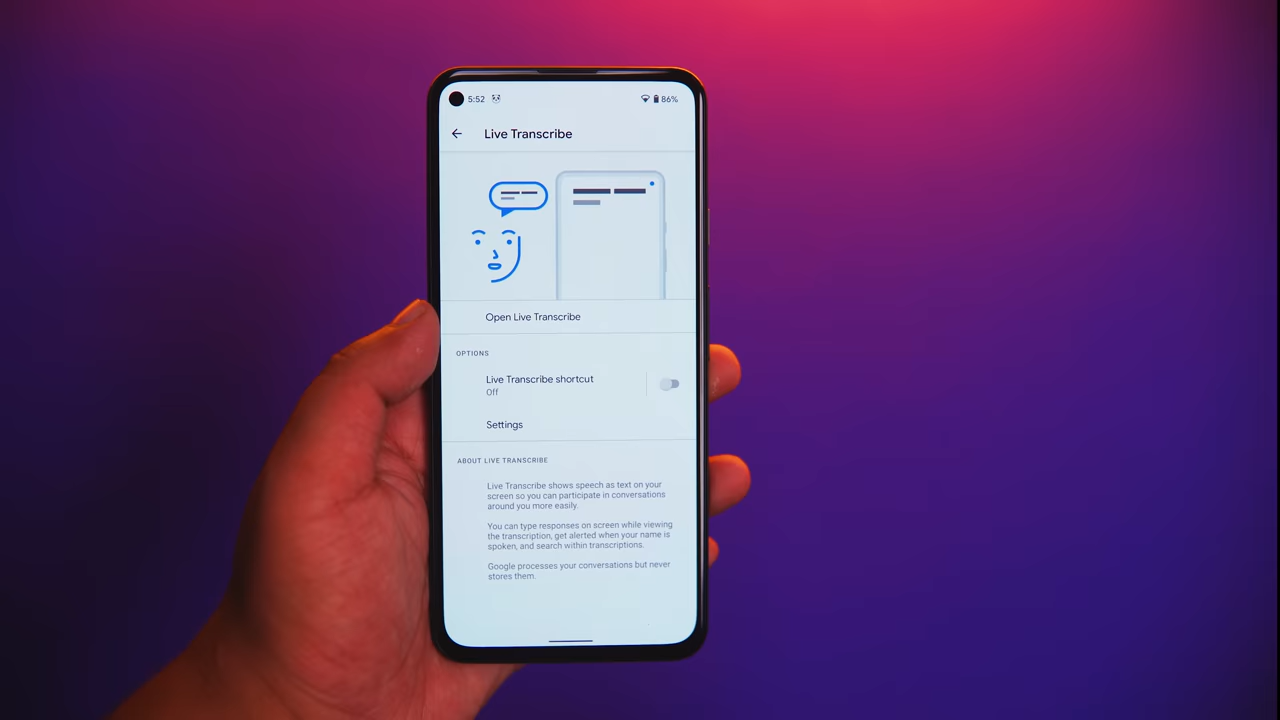 5:52 86%
Live Transcribe
Open Live Transcribe
OPTIONS
Live Transcribe shortcut
Off
Settings
ABOUT LIVE TRANSCRIBE
Live Transcribe shows speech as text on your
screen so you can participate in conversations
around you more easily.
You can type responses on screen while viewing
the transcription, get alerted when your name is
spoken, and search within transcriptions.
Google processes your conversations but never
stores them.